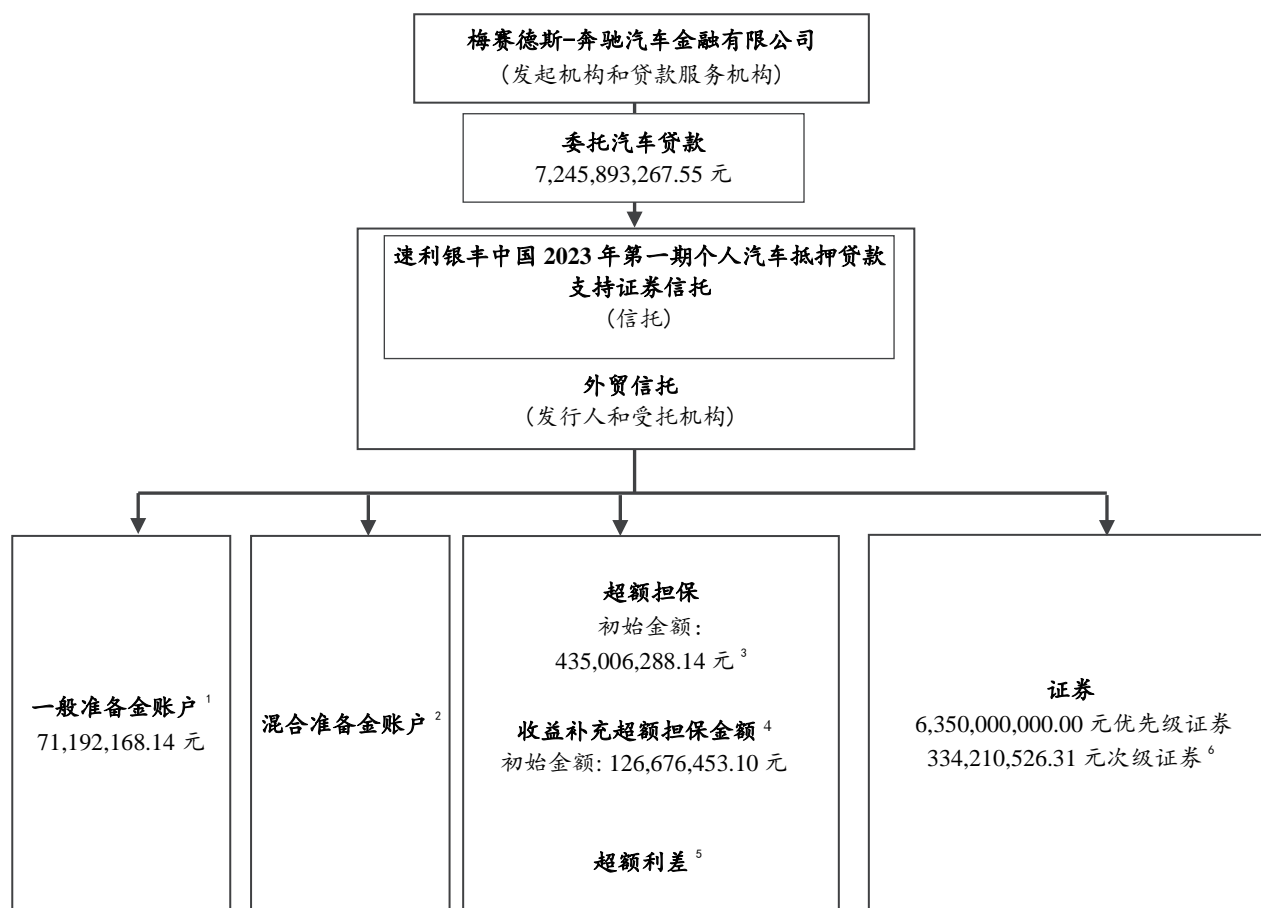 梅赛德斯-奔驰汽车金融有限公司
(发起机构和贷款服务机构)
委托汽车贷款
7,245,893,267.55 元
速利银丰中国 2023 年第一期个人汽车抵押贷款
支持证券信托
(信托)
外贸信托
(发行人和受托机构)
一般准备金账户 1
71,192,168.14 元
混合准备金账户 2
超额担保
初始金额:
435,006,288.14 元 3
收益补充超额担保金额 4
初始金额: 126,676,453.10 元
超额利差 5
证券
6,350,000,000.00 元优先级证券
334,210,526.31 元次级证券 6